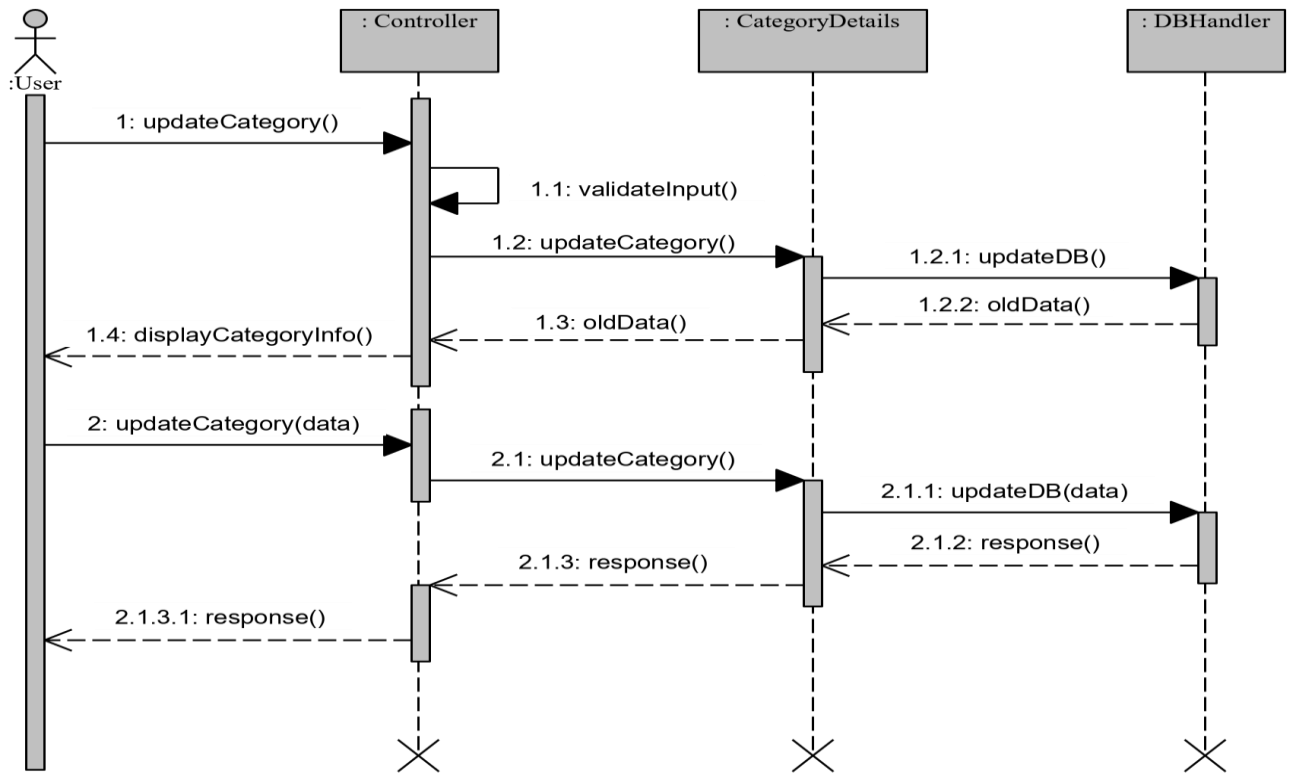 : Controller
: CategoryDetails
: DBHandler
:User
1: updateCategory()
1.1: validateInput()
1.2: updateCategory()
1.2.1: updateDB()
1.2.2: oldData()
1.3: oldData()
1.4: displayCategoryInfo()
2: updateCategory(data)
2.1: updateCategory()
2.1.1: updateDB(data)
2.1.2: response()
2.1.3: response()
2.1.3.1: response()